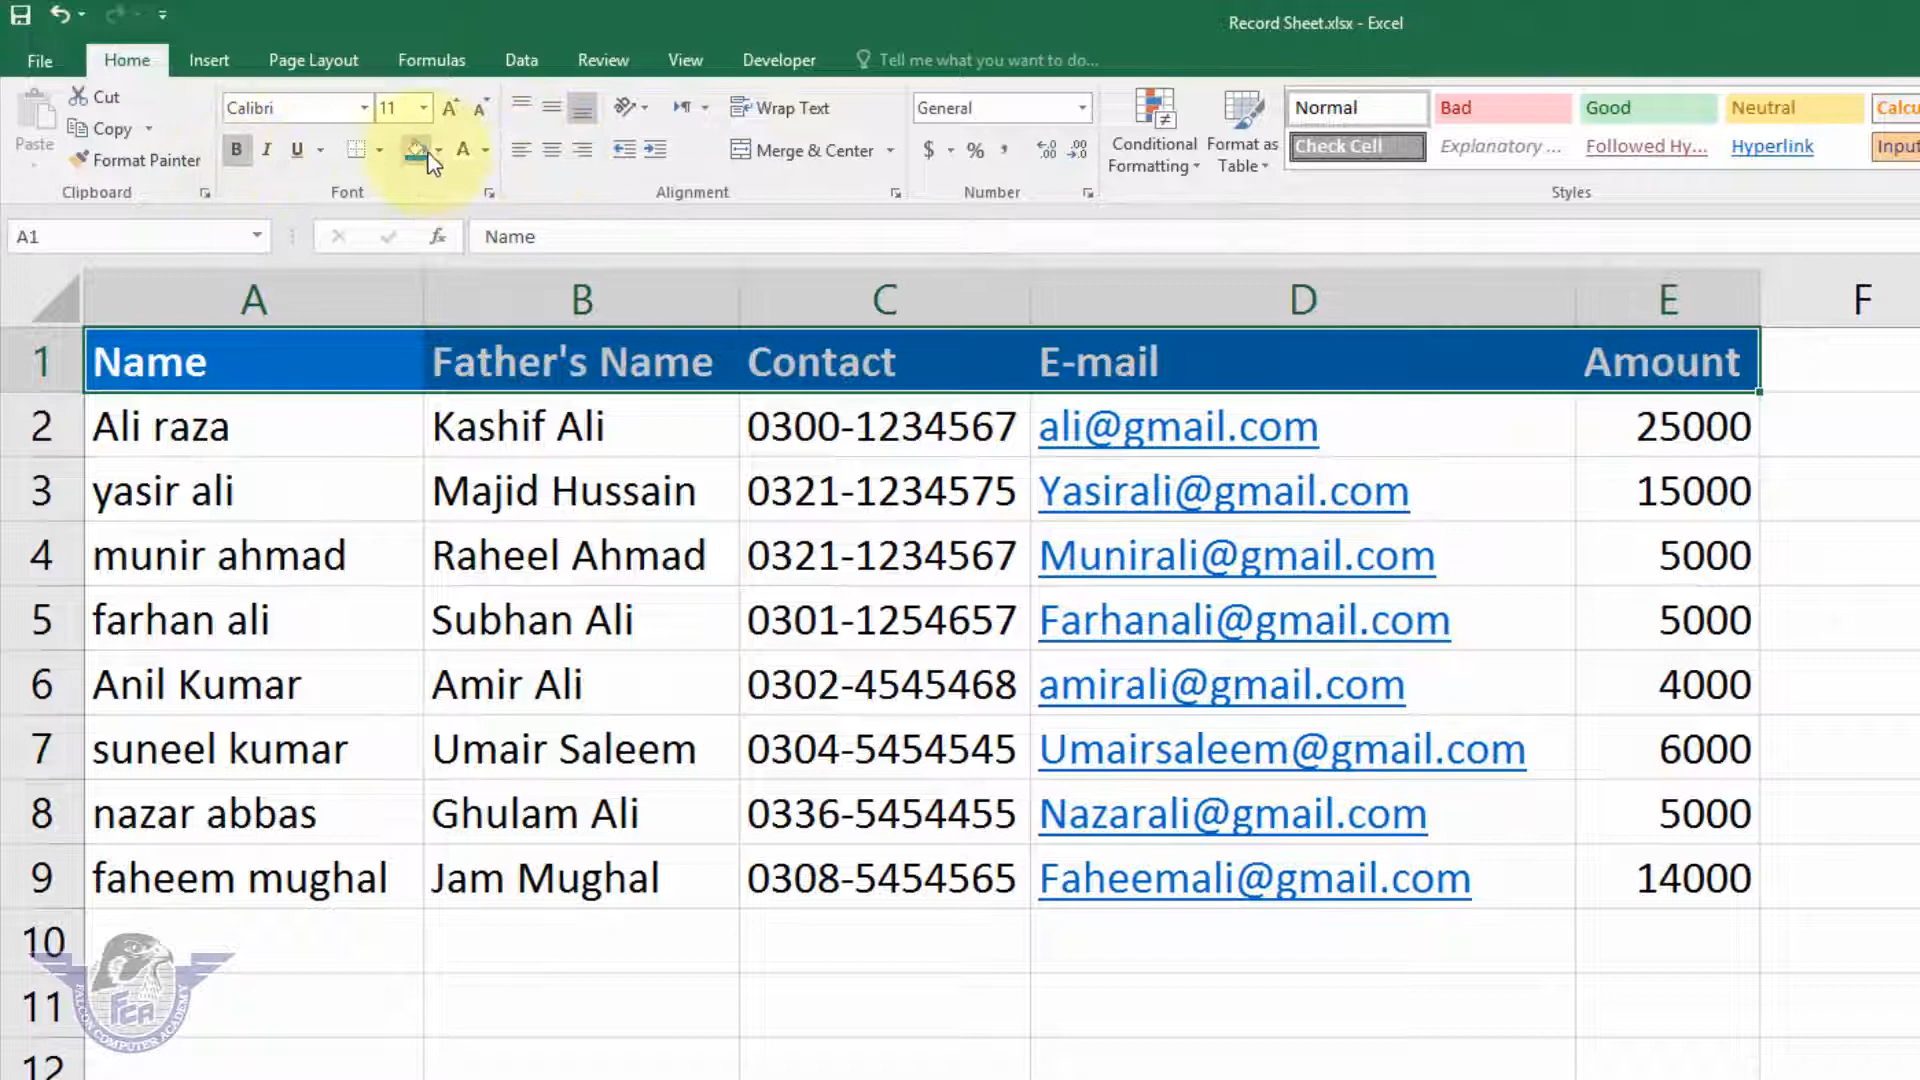 Record Sheet.xlsx - Excel
File Home Insert Page Layout Formulas Data Review View Developer Tell me what you want to do...
Paste
Cut
Copy
Format Painter
Clipboard
Calibri 11
B I U A
Font
Wrap Text
Merge & Center
Alignment
General
$ %
Number
Conditional Formatting
Format as Table
Normal Bad Good Neutral
Check Cell Explanatory ... Followed Hy... Hyperlink Input
Styles
A1 fx Name
A B C D E F
1 Name Father's Name Contact E-mail Amount
2 Ali raza Kashif Ali 0300-1234567 ali@gmail.com 25000
3 yasir ali Majid Hussain 0321-1234575 Yasirali@gmail.com 15000
4 munir ahmad Raheel Ahmad 0321-1234567 Munirali@gmail.com 5000
5 farhan ali Subhan Ali 0301-1254657 Farhanali@gmail.com 5000
6 Anil Kumar Amir Ali 0302-4545468 amirali@gmail.com 4000
7 suneel kumar Umair Saleem 0304-5454545 Umairsaleem@gmail.com 6000
8 nazar abbas Ghulam Ali 0336-5454455 Nazarali@gmail.com 5000
9 faheem mughal Jam Mughal 0308-5454565 Faheemali@gmail.com 14000
10
11
12
FCA
FALCON COMPUTER ACADEMY